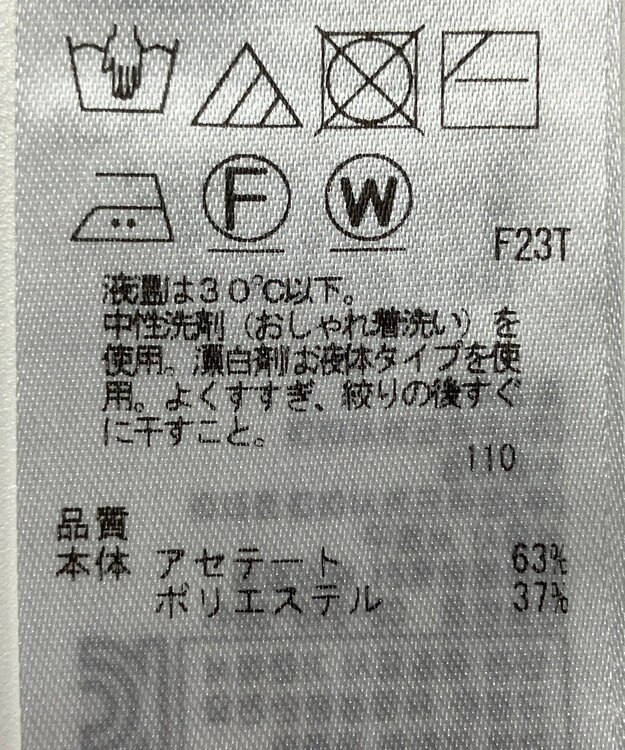 F
W
F23T
液温は30℃以下。
中性洗剤(おしゃれ着洗い)を
使用。漂白剤は液体タイプを使
用。よくすすぎ、絞りの後すぐ
に干すこと。
110
品質
本体 アセテート 63%
ポリエステル 37%